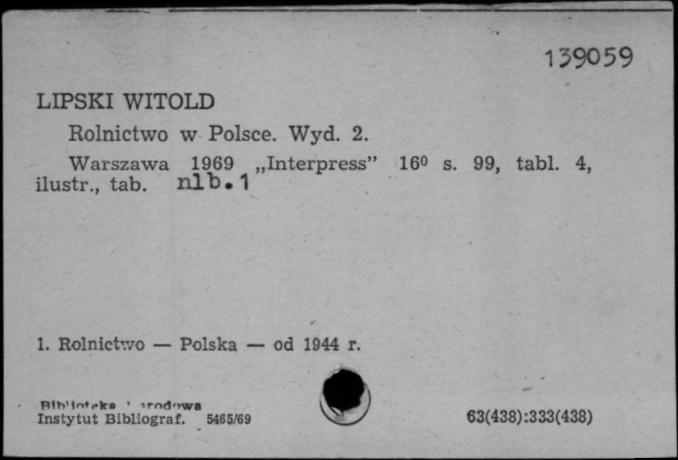 139059
LIPSKI WITOLD
Rolnictwo w Polsce. Wyd. 2.
Warszawa 1969 „Interpress” 16⁰ s. 99, tabl. 4,
ilustr., tab. nlb.1
1. Rolnictwo — Polska — od 1944 r.
Biblioteka
Instytut Bibliograf. 5465/69
63(438):333(438)